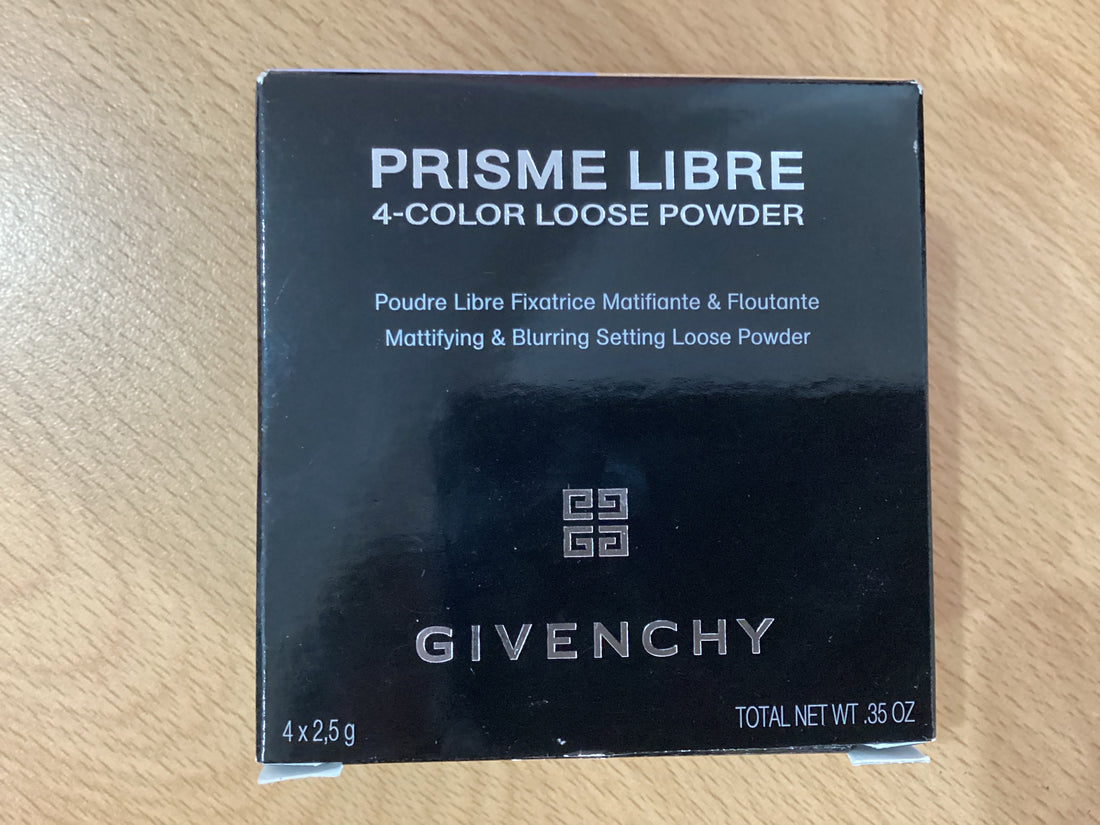 PRISME LIBRE
4-COLOR LOOSE POWDER
Poudre Libre Fixatrice Matifiante & Floutante
Mattifying & Blurring Setting Loose Powder
GIVENCHY
4 x 2,5 g
TOTAL NET WT .35 OZ